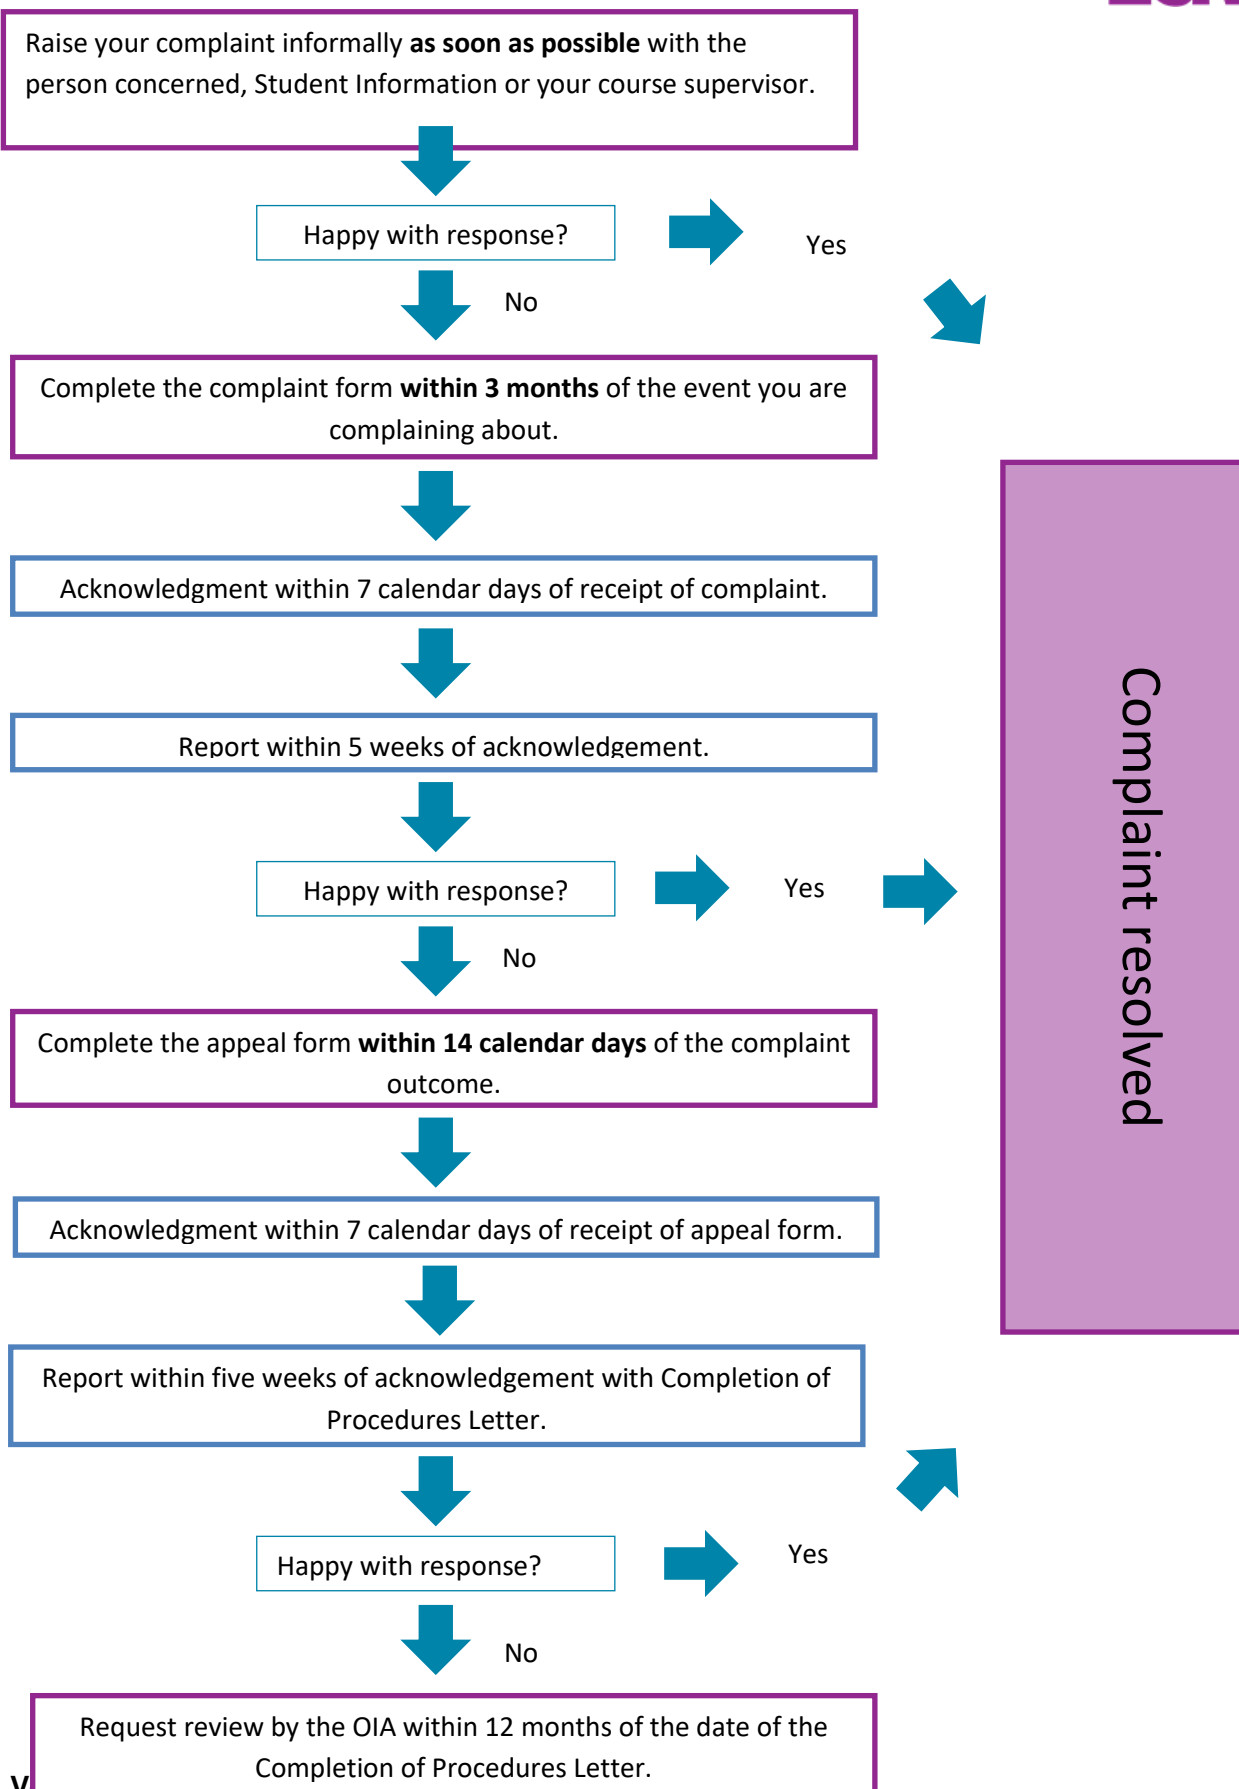 Raise your complaint informally as soon as possible with the
person concerned, Student Information or your course supervisor.
Happy with response?
Yes
No
Complete the complaint form within 3 months of the event you are
complaining about.
Acknowledgment within 7 calendar days of receipt of complaint.
Report within 5 weeks of acknowledgement.
Happy with response?
Yes
No
Complete the appeal form within 14 calendar days of the complaint
outcome.
Acknowledgment within 7 calendar days of receipt of appeal form.
Report within five weeks of acknowledgement with Completion of
Procedures Letter.
Happy with response?
Yes
No
Request review by the OIA within 12 months of the date of the
Completion of Procedures Letter.
Complaint resolved